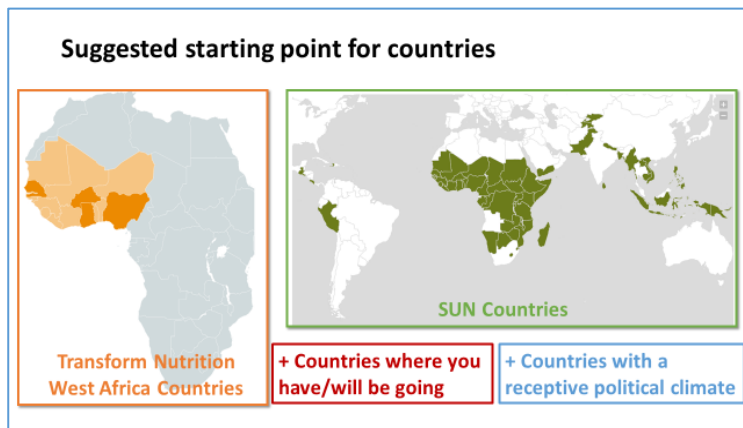 Suggested starting point for countries
Transform Nutrition
West Africa Countries
SUN Countries
+ Countries where you
have/will be going
+ Countries with a
receptive political climate